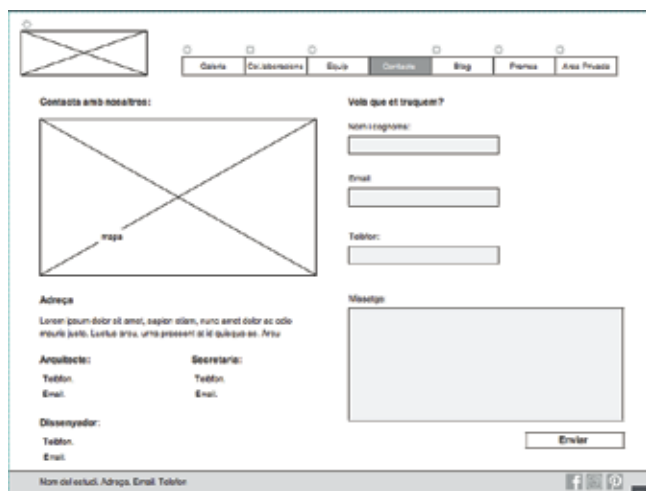 Galeria Col.laboracions Equip Contacte Blog Premsa Area Privada
Contacta amb nosaltres:
mapa
Adreça
Lorem ipsum dolor sit amet, sapien etiam, nunc amet dolor ac odio
mauris justo. Luctus arcu, urna praesent at id quisque ac. Arcu
Arquitecte: Secretaria:
Telèfon. Telèfon.
Email. Email.
Dissenyador:
Telèfon.
Email.
Vols que et truquem?
Nom i cognoms:
Email
Telèfon:
Missatge
Enviar
Nom del estudi. Adreça. Email. Telèfon